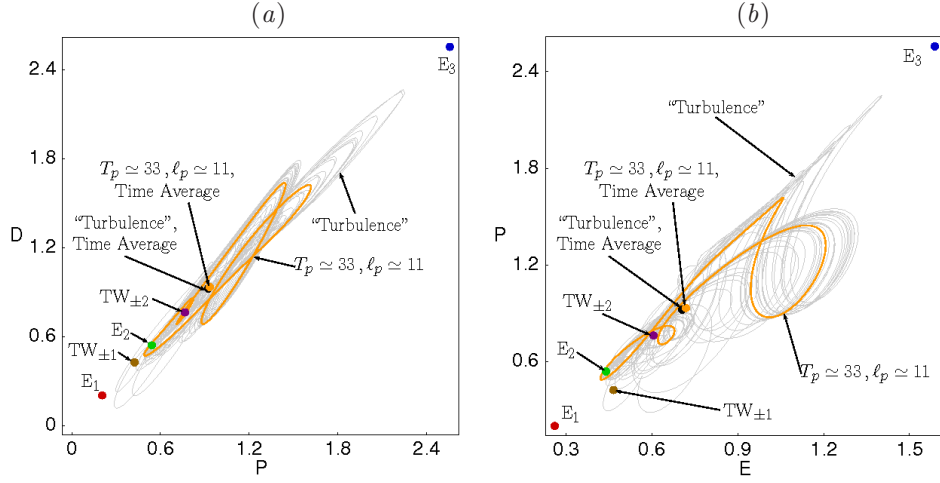 (a)
2.4
1.8
1.2
0.6
0
D
0
0.6
1.2
1.8
2.4
P
E₃
Tₚ ≃ 33 , ℓₚ ≃ 11,
Time Average
“Turbulence”,
Time Average
“Turbulence”
Tₚ ≃ 33 , ℓₚ ≃ 11
TW±2
E₂
TW±1
E₁
(b)
2.4
1.8
1.2
0.6
P
0.3
0.6
0.9
1.2
1.5
E
E₃
“Turbulence”
Tₚ ≃ 33 , ℓₚ ≃ 11,
Time Average
“Turbulence”,
Time Average
TW±2
E₂
Tₚ ≃ 33 , ℓₚ ≃ 11
TW±1
E₁